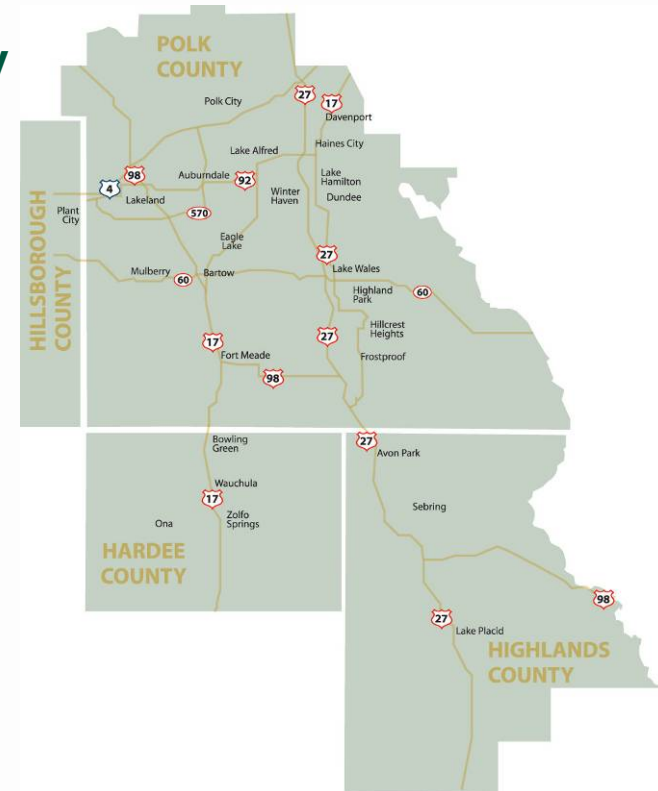 POLK
COUNTY
27
17
Polk City
Davenport
Haines City
Lake Alfred
98
Auburndale
92
Lake
Hamilton
4
Lakeland
Winter
Haven
Dundee
Plant
City
570
HILLSBOROUGH
COUNTY
Eagle
Lake
27
Lake Wales
Mulberry
60
Bartow
Highland
Park
60
Hillcrest
Heights
17
27
Fort Meade
Frostproof
98
Bowling
Green
27
Avon Park
Wauchula
17
Zolfo
Springs
Ona
Sebring
HARDEE
COUNTY
98
27
Lake Placid
HIGHLANDS
COUNTY